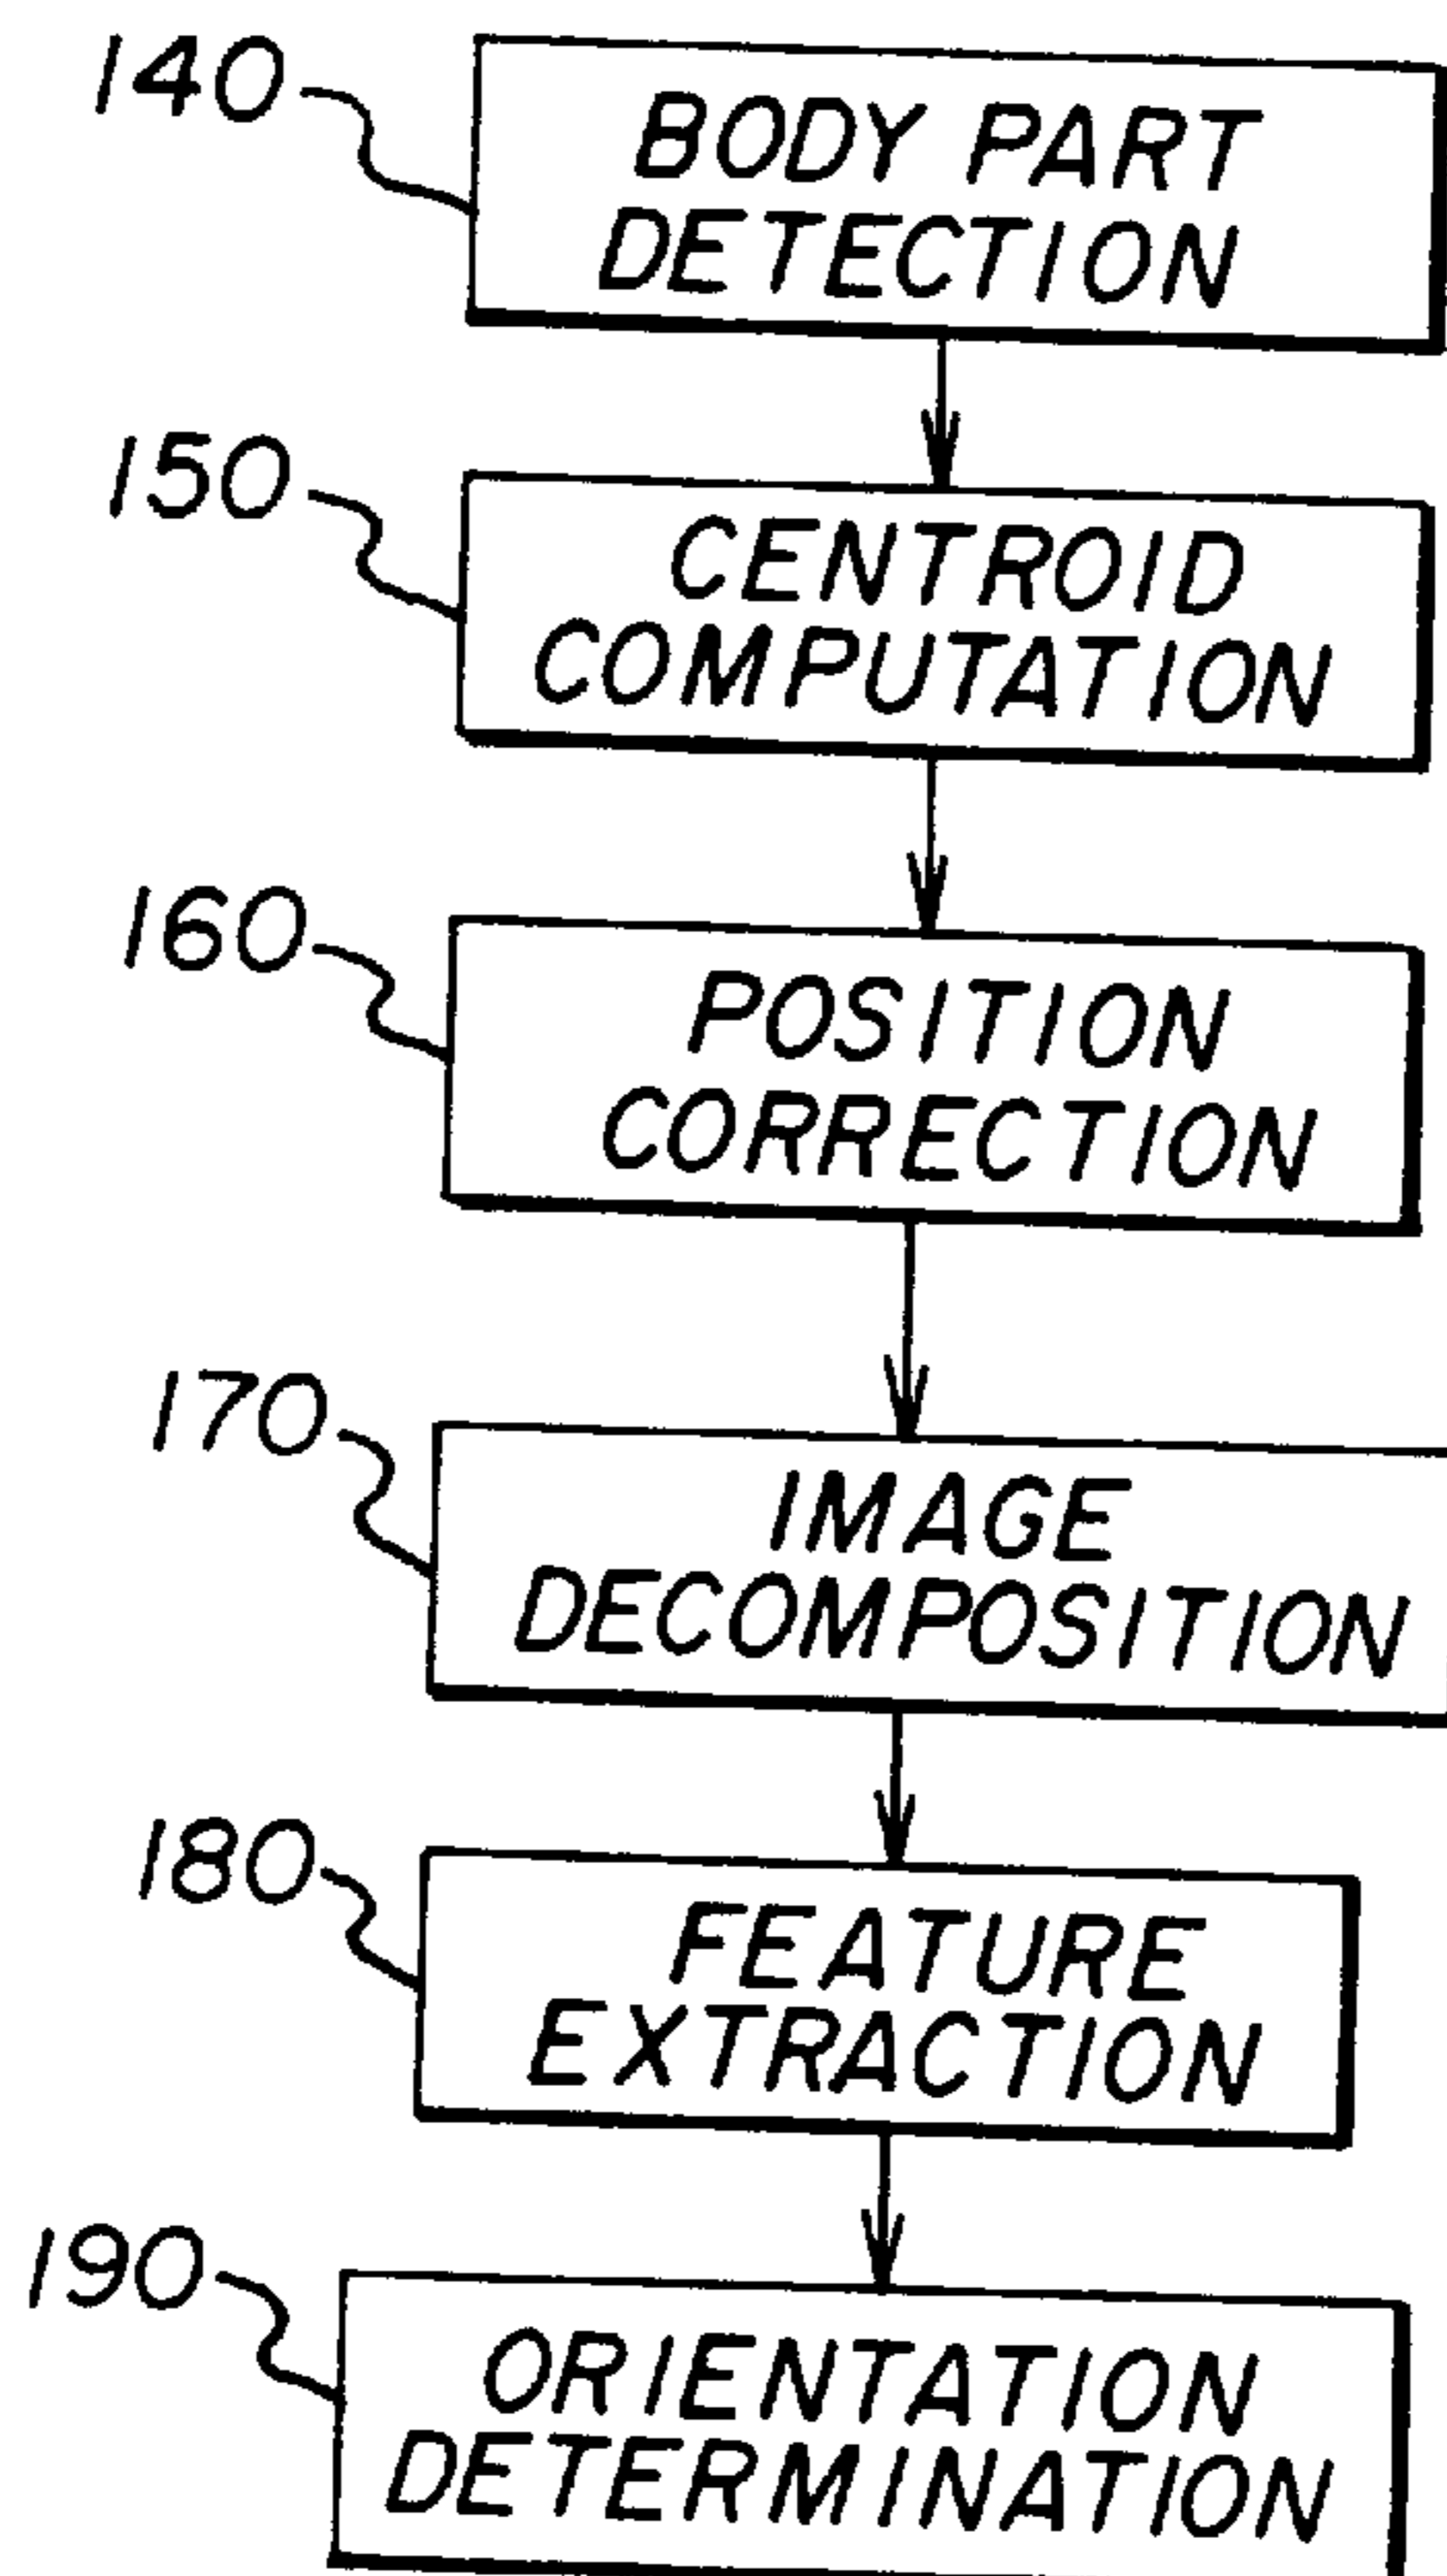 140
BODY PART
DETECTION
150
CENTROID
COMPUTATION
160
POSITION
CORRECTION
170
IMAGE
DECOMPOSITION
180
FEATURE
EXTRACTION
190
ORIENTATION
DETERMINATION